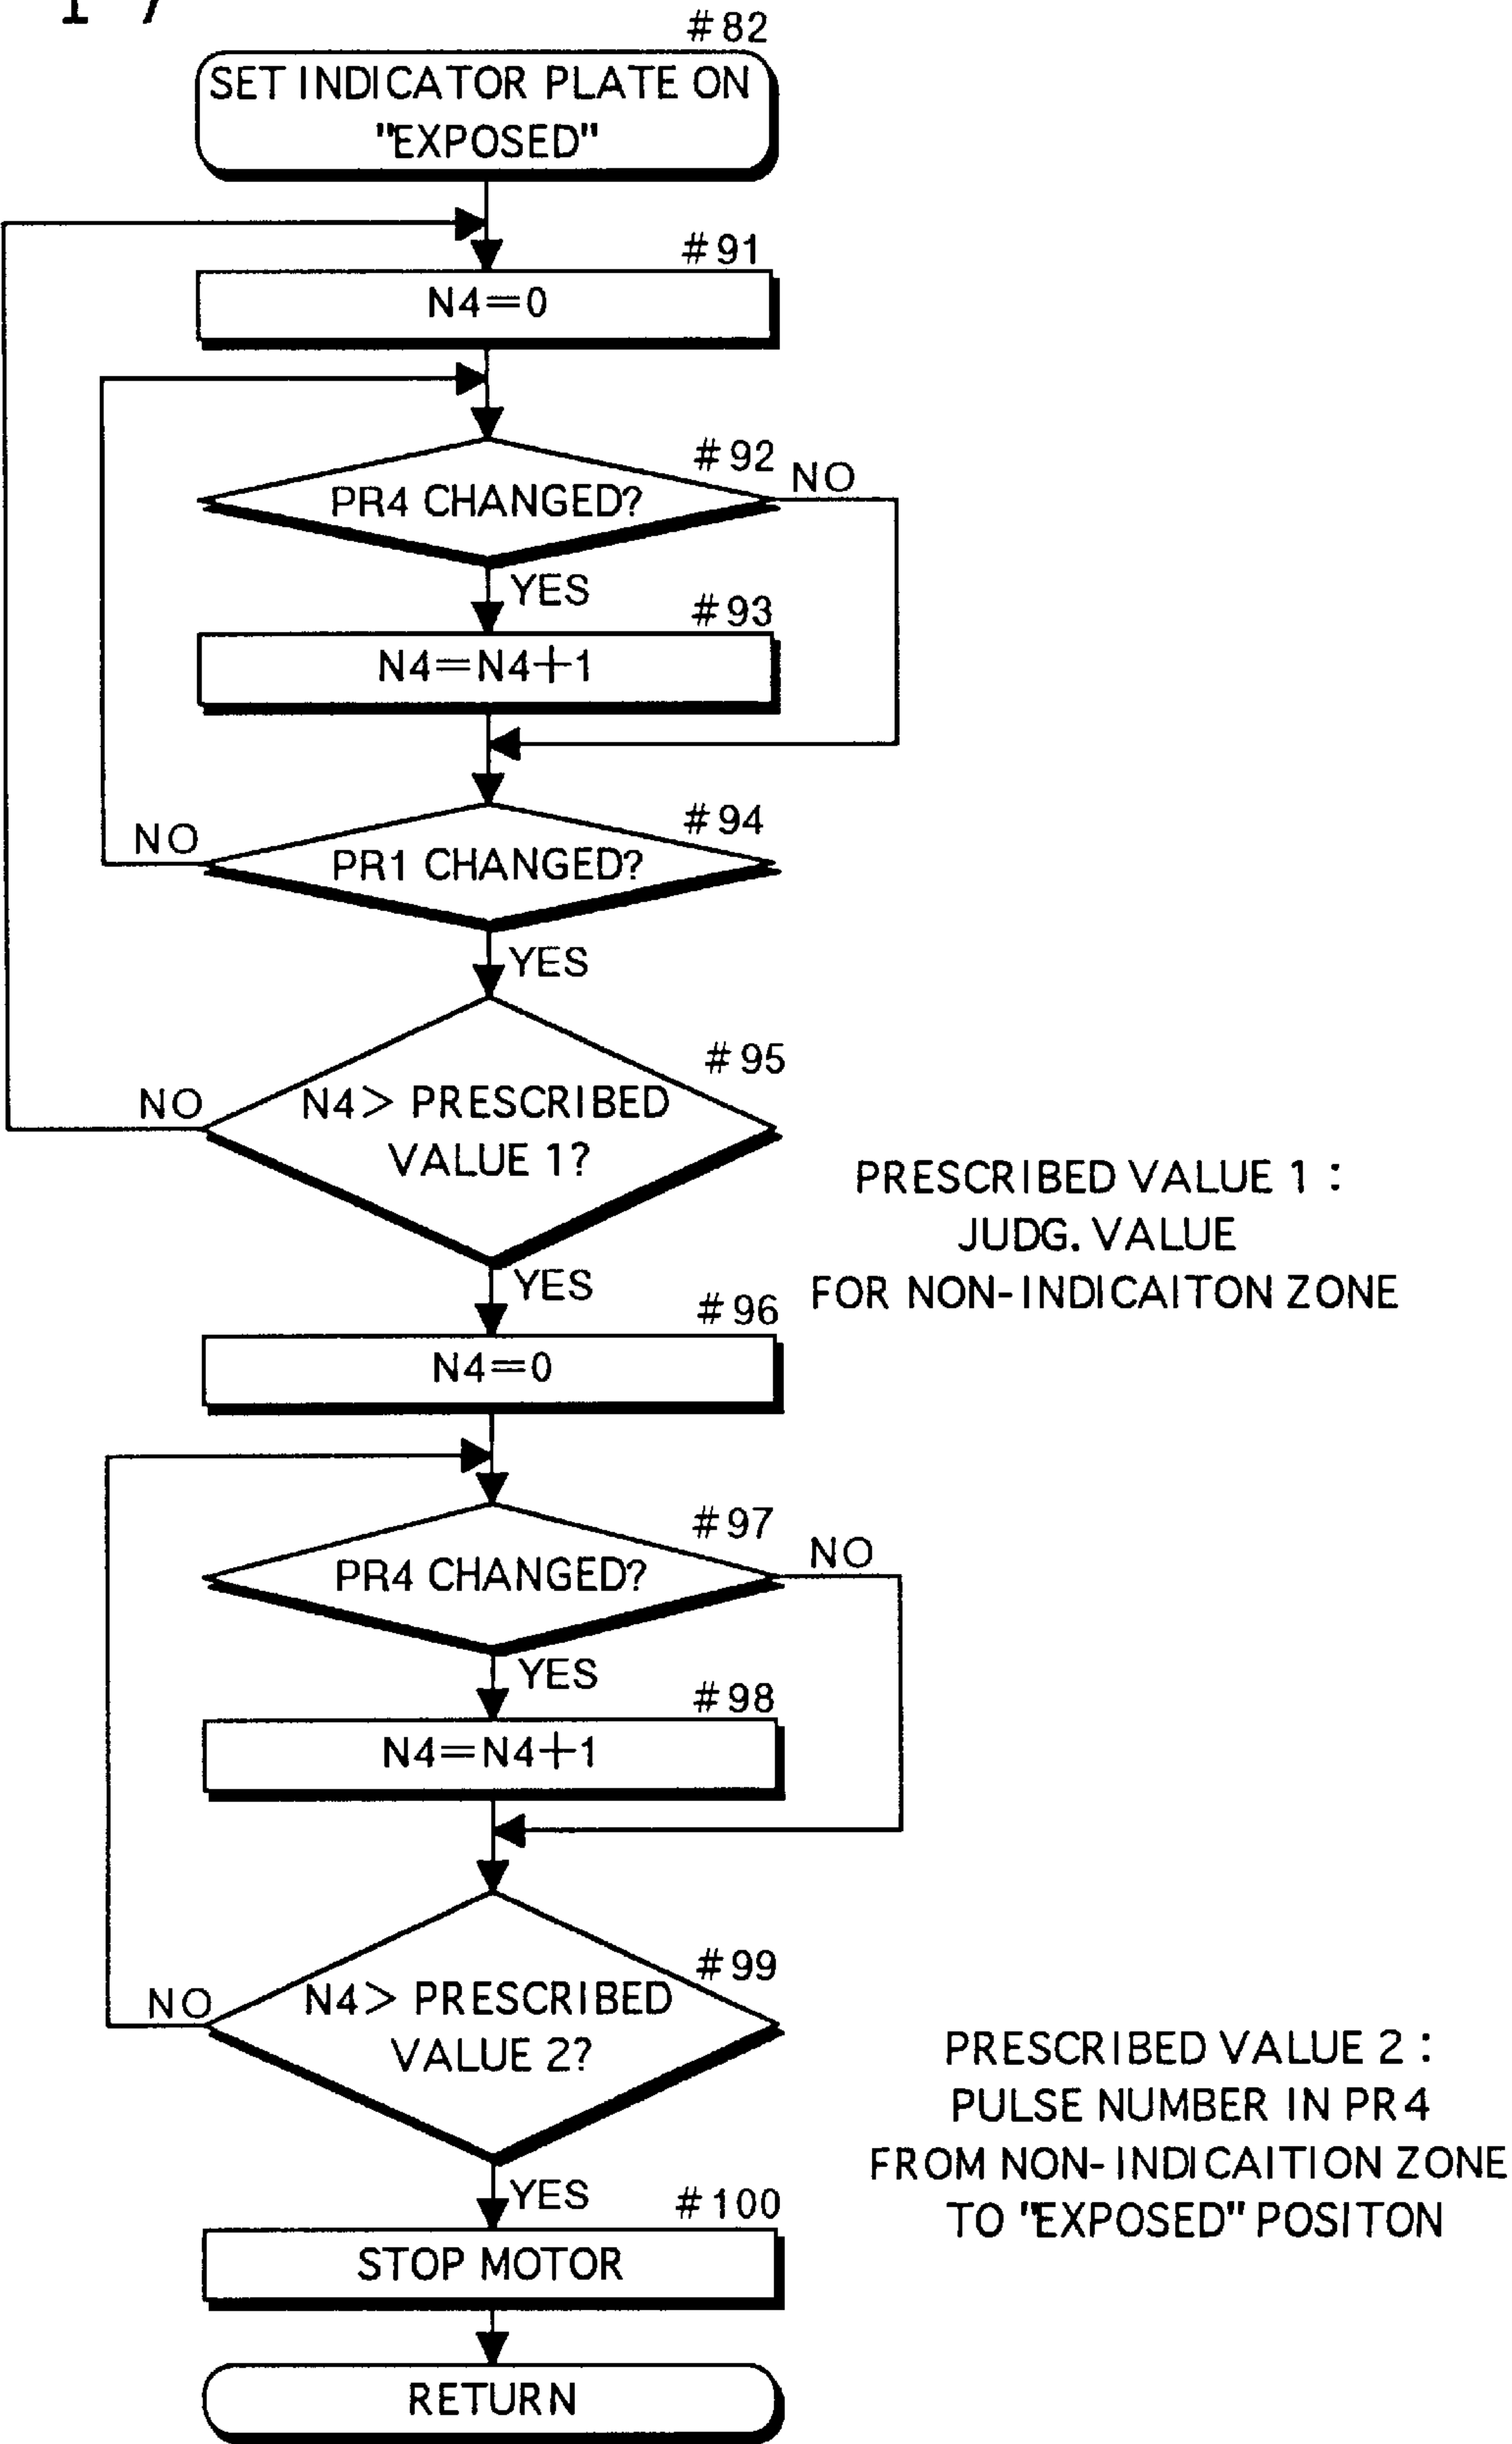 17
#82
SET INDICATOR PLATE ON
"EXPOSED"
#91
N4=0
#92
NO
PR4 CHANGED?
YES
#93
N4=N4+1
#94
NO
PR1 CHANGED?
YES
#95
NO
N4> PRESCRIBED
VALUE 1?
PRESCRIBED VALUE 1 :
JUDG. VALUE
FOR NON-INDICAITON ZONE
YES
#96
N4=0
#97
NO
PR4 CHANGED?
YES
#98
N4=N4+1
#99
NO
N4> PRESCRIBED
VALUE 2?
PRESCRIBED VALUE 2 :
PULSE NUMBER IN PR4
FROM NON-INDICAITION ZONE
TO "EXPOSED" POSITON
YES
#100
STOP MOTOR
RETURN